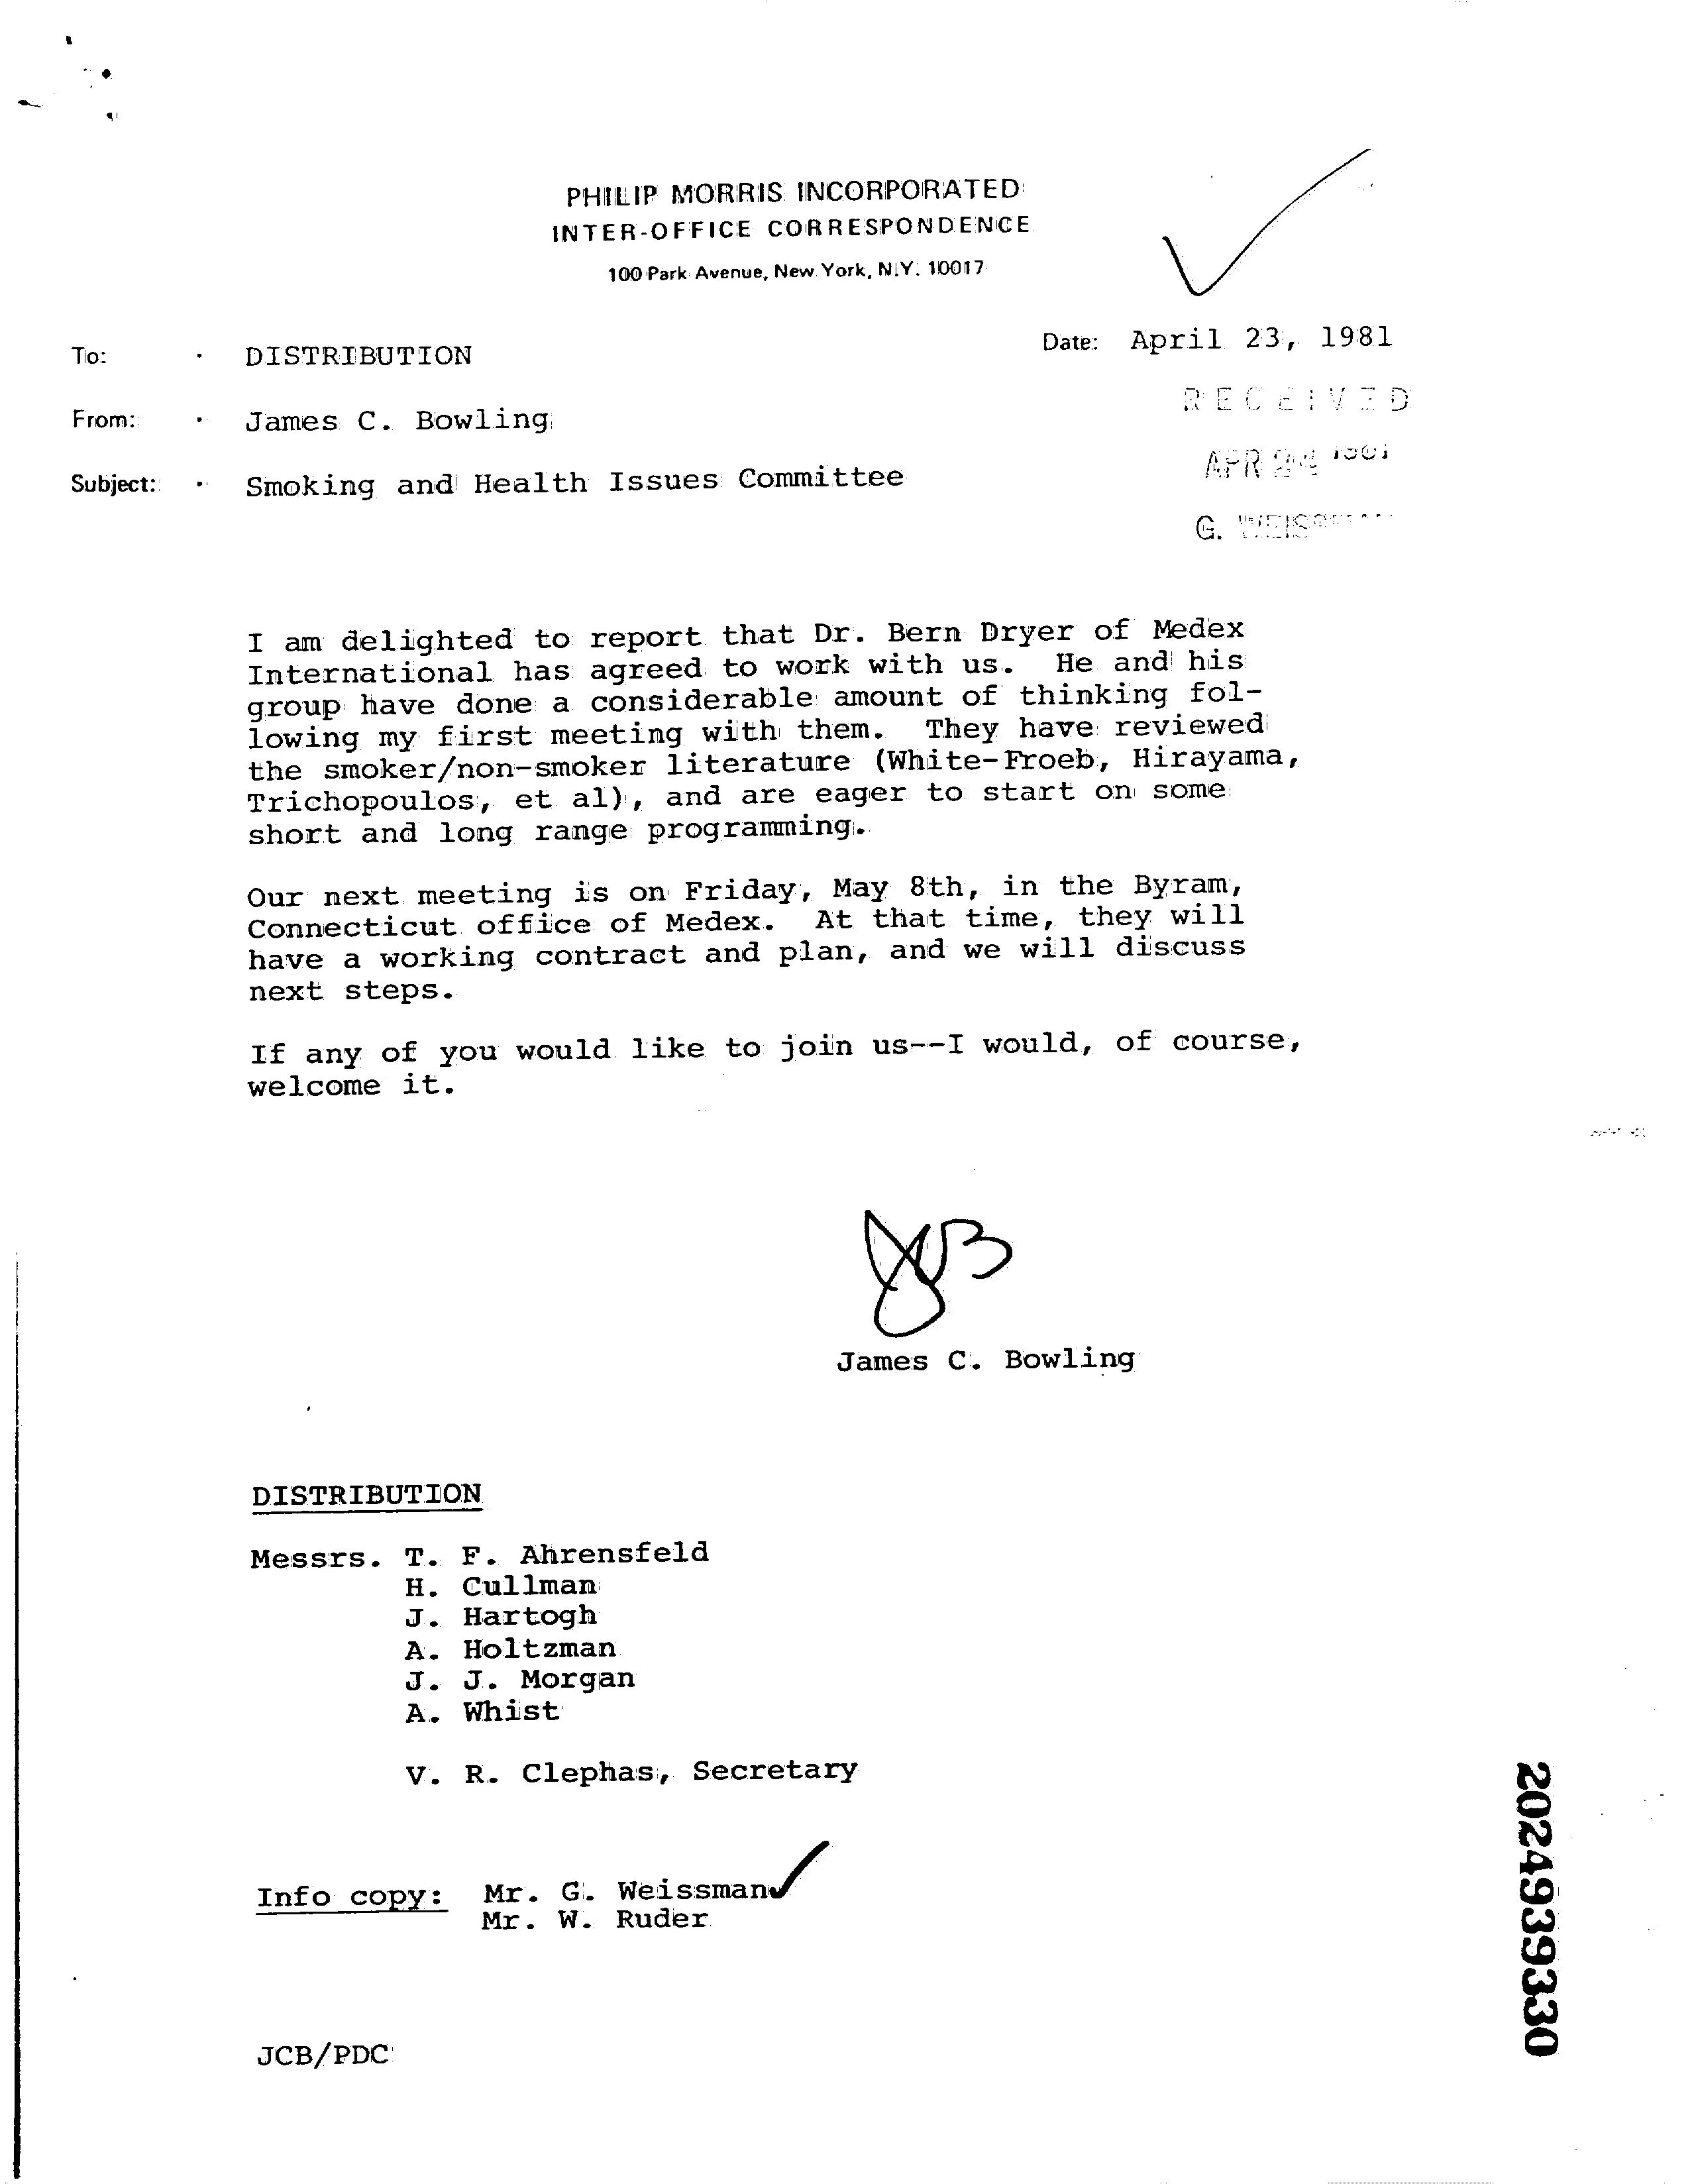 PHILIP MORRIS INCORPORATED
INTER-OFFICE CORRESPONDENCE
100 Park Avenue, New York, N.Y. 10017
To: DISTRIBUTION
Date: April 23, 1981
RECEIVED
From: James C. Bowling
APR 24 1981
Subject: Smoking and Health Issues Committee
G.
I am delighted to report that Dr. Bern Dryer of Medex
International has agreed to work with us. He and his
group have done a considerable amount of thinking fol-
lowing my first meeting with them. They have reviewed
the smoker/non-smoker literature (White-Froeb, Hirayama,
Trichopoulos, et al), and are eager to start on some
short and long range programming.
Our next meeting is on Friday, May 8th, in the Byram,
Connecticut office of Medex. At that time, they will
have a working contract and plan, and we will discuss
next steps.
If any of you would like to join us--I would, of course,
welcome it.
James C. Bowling
DISTRIBUTION
Messrs. T. F. Ahrensfeld
H. Cullman
J. Hartogh
A. Holtzman
J. J. Morgan
A. Whist
V. R. Clephas, Secretary
Info copy: Mr. G. Weissman
Mr. W. Ruder
JCB/PDC
2024939330